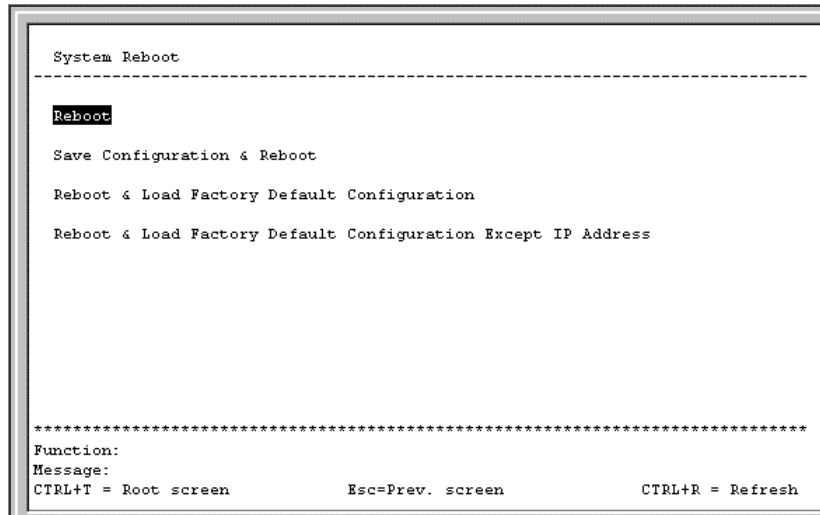 System Reboot
--------------------------------------------------------------------------------
Reboot
Save Configuration & Reboot
Reboot & Load Factory Default Configuration
Reboot & Load Factory Default Configuration Except IP Address
********************************************************************************
Function:
Message:
CTRL+T = Root screen Esc=Prev. screen CTRL+R = Refresh